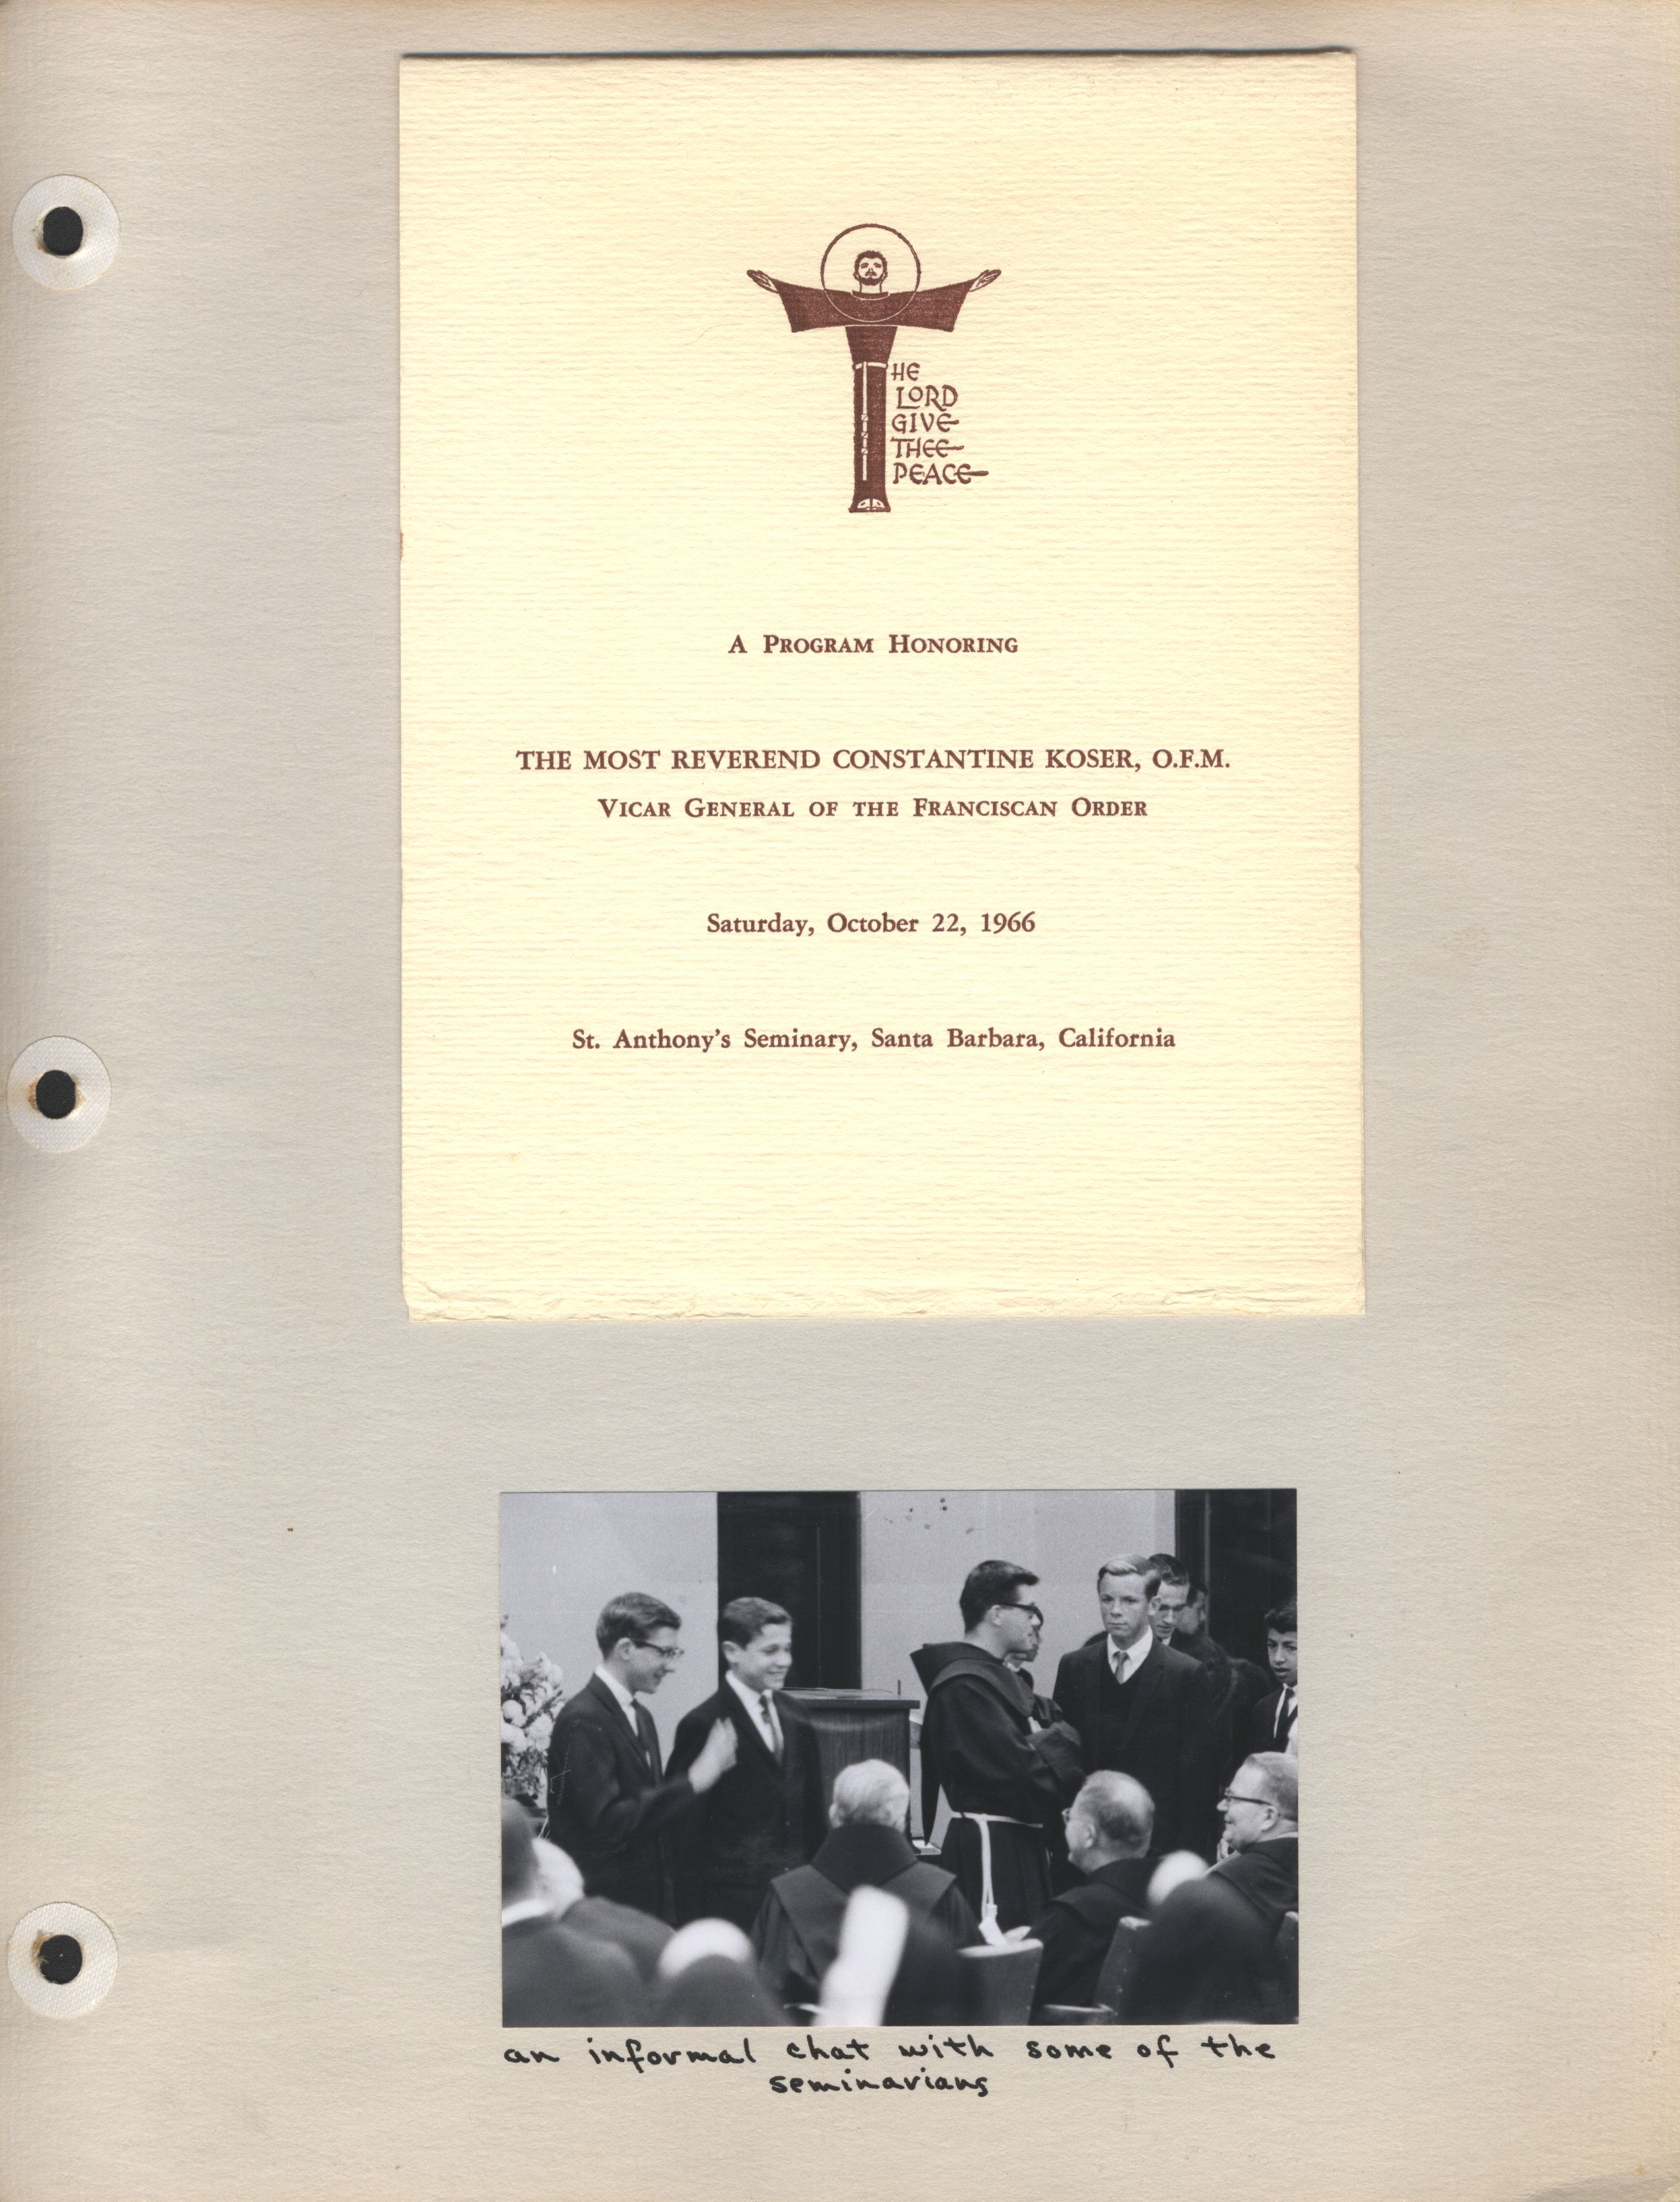 THE
LORD
GIVE
THEE
PEACE
A PROGRAM HONORING
THE MOST REVEREND CONSTANTINE KOSER, O.F.M.
VICAR GENERAL OF THE FRANCISCAN ORDER
Saturday, October 22, 1966
St. Anthony's Seminary, Santa Barbara, California
an informal chat with some of the
seminarians